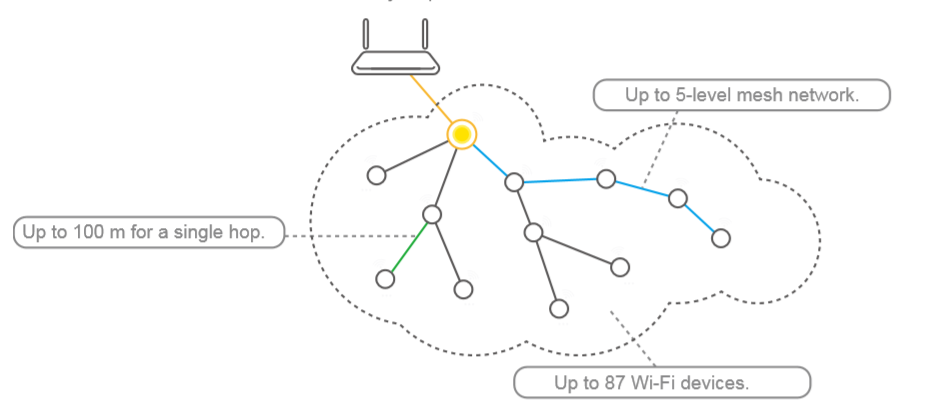 Up to 5-level mesh network.
Up to 100 m for a single hop.
Up to 87 Wi-Fi devices.